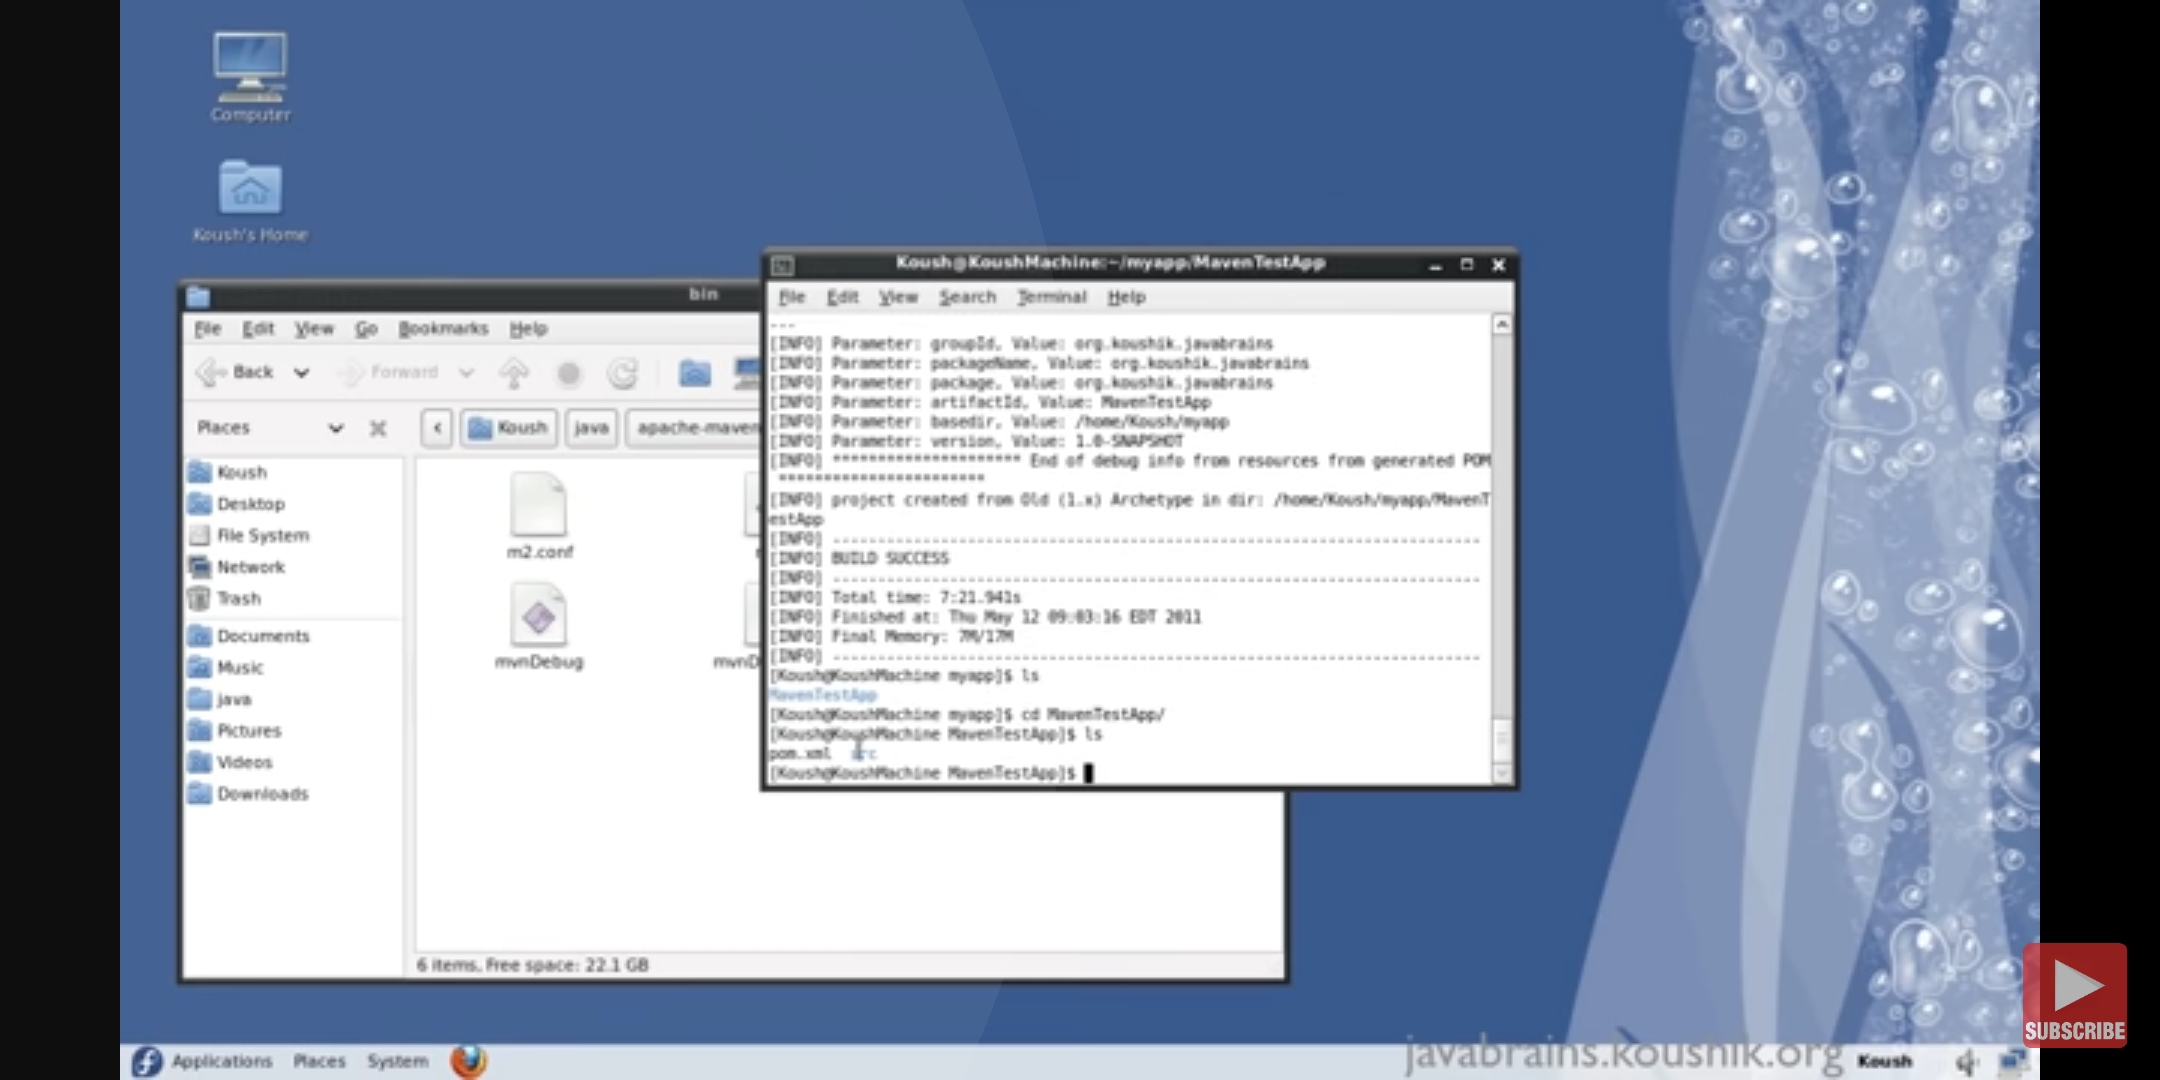 Computer
Koush's Home
bin
File Edit View Go Bookmarks Help
Back Forward
Places Koush java apache-maven
Koush
Desktop
File System
Network
Trash
Documents
Music
java
Pictures
Videos
Downloads
m2.conf
mvnDebug
mvnD
6 items, Free space: 22.1 GB
Koush@KoushMachine:~/myapp/MavenTestApp
File Edit View Search Terminal Help
---
[INFO] Parameter: groupId, Value: org.koushik.javabrains
[INFO] Parameter: packageName, Value: org.koushik.javabrains
[INFO] Parameter: package, Value: org.koushik.javabrains
[INFO] Parameter: artifactId, Value: MavenTestApp
[INFO] Parameter: basedir, Value: /home/Koush/myapp
[INFO] Parameter: version, Value: 1.0-SNAPSHOT
[INFO] ********************* End of debug info from resources from generated POM
***********************
[INFO] project created from Old (1.x) Archetype in dir: /home/Koush/myapp/MavenT
estApp
[INFO] ------------------------------------------------------------------------
[INFO] BUILD SUCCESS
[INFO] ------------------------------------------------------------------------
[INFO] Total time: 7:21.941s
[INFO] Finished at: Thu May 12 09:03:16 EDT 2011
[INFO] Final Memory: 7M/17M
[INFO] ------------------------------------------------------------------------
[Koush@KoushMachine myapp]$ ls
MavenTestApp
[Koush@KoushMachine myapp]$ cd MavenTestApp/
[Koush@KoushMachine MavenTestApp]$ ls
pom.xml src
[Koush@KoushMachine MavenTestApp]$
SUBSCRIBE
Applications Places System
javabrains.koushik.org Koush